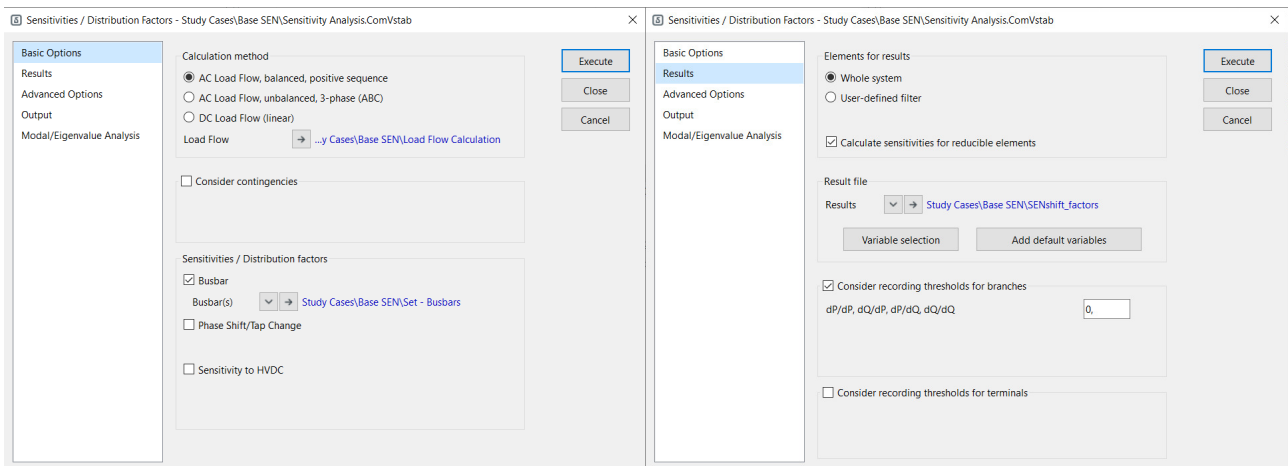 Sensitivities / Distribution Factors - Study Cases\Base SEN\Sensitivity Analysis.ComVstab
Basic Options
Results
Advanced Options
Output
Modal/Eigenvalue Analysis
Calculation method
AC Load Flow, balanced, positive sequence
AC Load Flow, unbalanced, 3-phase (ABC)
DC Load Flow (linear)
Load Flow
...y Cases\Base SEN\Load Flow Calculation
Consider contingencies
Sensitivities / Distribution factors
Busbar
Busbar(s)
Study Cases\Base SEN\Set - Busbars
Phase Shift/Tap Change
Sensitivity to HVDC
Execute
Close
Cancel
Sensitivities / Distribution Factors - Study Cases\Base SEN\Sensitivity Analysis.ComVstab
Basic Options
Results
Advanced Options
Output
Modal/Eigenvalue Analysis
Elements for results
Whole system
User-defined filter
Calculate sensitivities for reducible elements
Result file
Results
Study Cases\Base SEN\SENshift_factors
Variable selection
Add default variables
Consider recording thresholds for branches
dP/dP, dQ/dP, dP/dQ, dQ/dQ
0,
Consider recording thresholds for terminals
Execute
Close
Cancel